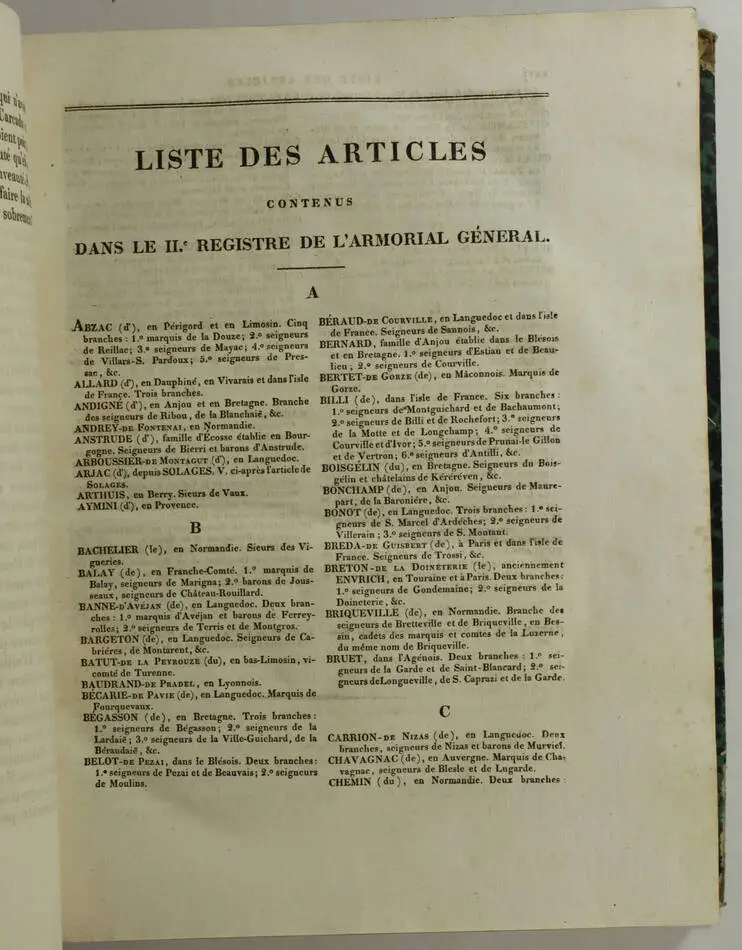 qui n'av
Carcado,
ient po
uté qu'el
uveauté
faire la
sobreme
LISTE DES ARTICLES
CONTENUS
DANS LE II.e REGISTRE DE L'ARMORIAL GÉNERAL.
A
ABZAC (d'), en Périgord et en Limosin. Cinq
branches : 1.º marquis de la Douze; 2.º seigneurs
de Reillac; 3.º seigneurs de Mayac; 4.º seigneurs
de Villars-S. Pardoux; 5.º seigneurs de Pres-
sac, &c.
ALLARD (d'), en Dauphiné, en Vivarais et dans l'isle
de France. Trois branches.
ANDIGNÉ (d'), en Anjou et en Bretagne. Branche
des seigneurs de Ribou, de la Blanchaië, &c.
ANDREY-DE FONTENAI, en Normandie.
ANSTRUDE (d'), famille d'Écosse établie en Bour-
gogne. Seigneurs de Bierri et barons d'Anstrude.
ARBOUSSIER-DE MONTAGUT (d'), en Languedoc.
ARJAC (d'), depuis SOLAGES. V. ci-après l'article de
SOLAGES.
ARTHUIS, en Berry. Sieurs de Vaux.
AYMINI (d'), en Provence.
B
BACHELIER (le), en Normandie. Sieurs des Vi-
gneries.
BALAY (de), en Franche-Comté. 1.º marquis de
Balay, seigneurs de Marigna; 2.º barons de Jous-
seaux, seigneurs de Château-Rouillard.
BANNE-D'AVÉJAN (de), en Languedoc. Deux bran-
ches : 1.º marquis d'Avéjan et barons de Ferrey-
rolles; 2.º seigneurs de Terris et de Montgros.
BARGETON (de), en Languedoc. Seigneurs de Ca-
briéres, de Montarent, &c.
BATUT-DE LA PEYROUZE (du), en bas-Limosin, vi-
comté de Turenne.
BAUDRAND-DE PRADEL, en Lyonnois.
BÉCARIE-DE PAVIE (de), en Languedoc. Marquis de
Fourquevaux.
BÉGASSON (de), en Bretagne. Trois branches :
1.º seigneurs de Bégasson; 2.º seigneurs de la
Lardaië; 3.º seigneurs de la Ville-Guichard, de la
Béraudaië, &c.
BELOT-DE PEZAI, dans le Blésois. Deux branches:
1.º seigneurs de Pezai et de Beauvais; 2.º seigneurs
de Moulins.
BÉRAUD-DE COURVILLE, en Languedoc et dans l'isle
de France. Seigneurs de Sannois, &c.
BERNARD, famille d'Anjou établie dans le Blésois
et en Bretagne. 1.º seigneurs d'Estiau et de Beau-
lieu ; 2.º seigneurs de Courville.
BERTET-DE GORZE (de), en Mâconnois. Marquis de
Gorze.
BILLI (de), dans l'isle de France. Six branches :
1.º seigneurs de Montguichard et de Bachaumont;
2.º seigneurs de Billi et de Rochefort; 3.º seigneurs
de la Motte et de Longchamp; 4.º seigneurs de
Courville et d'Ivor; 5.º seigneurs de Prunai-le Gillon
et de Vertron; 6.º seigneurs d'Antilli, &c.
BOISGÉLIN (du), en Bretagne. Seigneurs du Bois-
gélin et châtelains de Kéréréven, &c.
BONCHAMP (de), en Anjou. Seigneurs de Maure-
part, de la Baroniére, &c.
BONOT (de), en Languedoc. Trois branches : 1.º sei-
gneurs de S. Marcel d'Ardéches; 2.º seigneurs de
Villerain ; 3.º seigneurs de S. Montant.
BREDA-DE GUISBERT (de), à Paris et dans l'isle de
France. Seigneurs de Trossi, &c.
BRETON-DE LA DOINETERIE (le), anciennement
ENVRICH, en Touraine et à Paris. Deux branches:
1.º seigneurs de Gondemaine; 2.º seigneurs de la
Doineterie, &c.
BRIQUEVILLE, en Normandie. Branche des
seigneurs de Bretteville et de Briqueville, en Bes-
sin, cadets des marquis et comtes de la Luzerne,
du même nom de Briqueville.
BRUET, dans l'Agénois. Deux branches : 1.º sei-
gneurs de la Garde et de Saint-Blancard; 2.º sei-
gneurs de Longueville, de S. Caprazi et de la Garde.
C
CARRION-DE NIZAS (de), en Languedoc. Deux
branches, seigneurs de Nizas et barons de Murviel.
CHAVAGNAC (de), en Auvergne. Marquis de Cha-
vagnac, seigneurs de Blesle et de Lugarde.
CHEMIN (du), en Normandie. Deux branches :